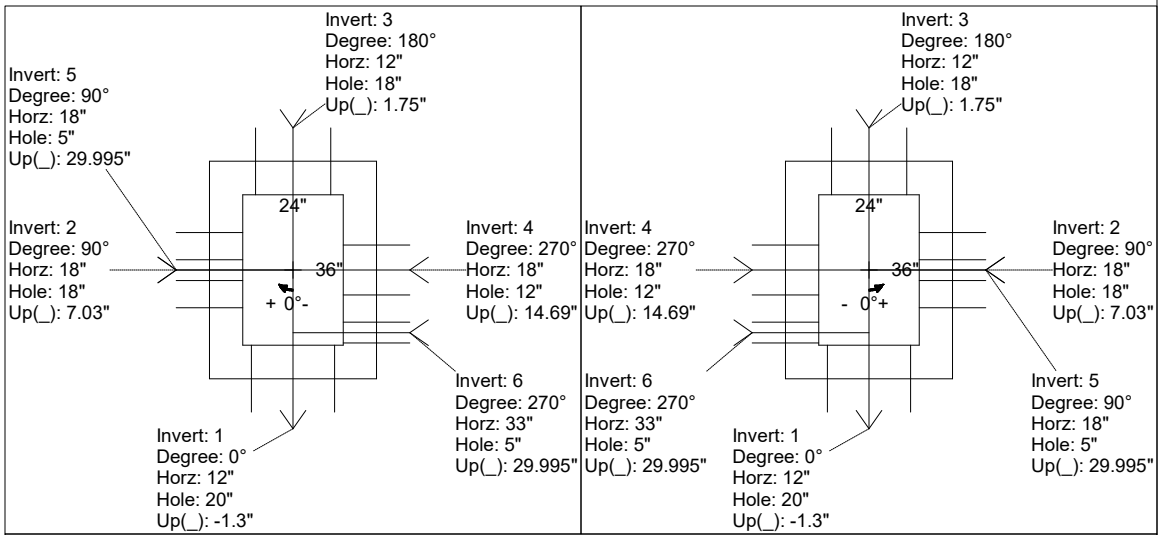 Invert: 3
Degree: 180°
Horz: 12"
Hole: 18"
Up(_): 1.75"
Invert: 5
Degree: 90°
Horz: 18"
Hole: 5"
Up(_): 29.995"
24"
Invert: 2
Degree: 90°
Horz: 18"
Hole: 18"
Up(_): 7.03"
36"
+ 0°-
Invert: 4
Degree: 270°
Horz: 18"
Hole: 12"
Up(_): 14.69"
Invert: 6
Degree: 270°
Horz: 33"
Hole: 5"
Up(_): 29.995"
Invert: 1
Degree: 0°
Horz: 12"
Hole: 20"
Up(_): -1.3"
Invert: 3
Degree: 180°
Horz: 12"
Hole: 18"
Up(_): 1.75"
24"
Invert: 4
Degree: 270°
Horz: 18"
Hole: 12"
Up(_): 14.69"
36"
- 0°+
Invert: 2
Degree: 90°
Horz: 18"
Hole: 18"
Up(_): 7.03"
Invert: 6
Degree: 270°
Horz: 33"
Hole: 5"
Up(_): 29.995"
Invert: 5
Degree: 90°
Horz: 18"
Hole: 5"
Up(_): 29.995"
Invert: 1
Degree: 0°
Horz: 12"
Hole: 20"
Up(_): -1.3"